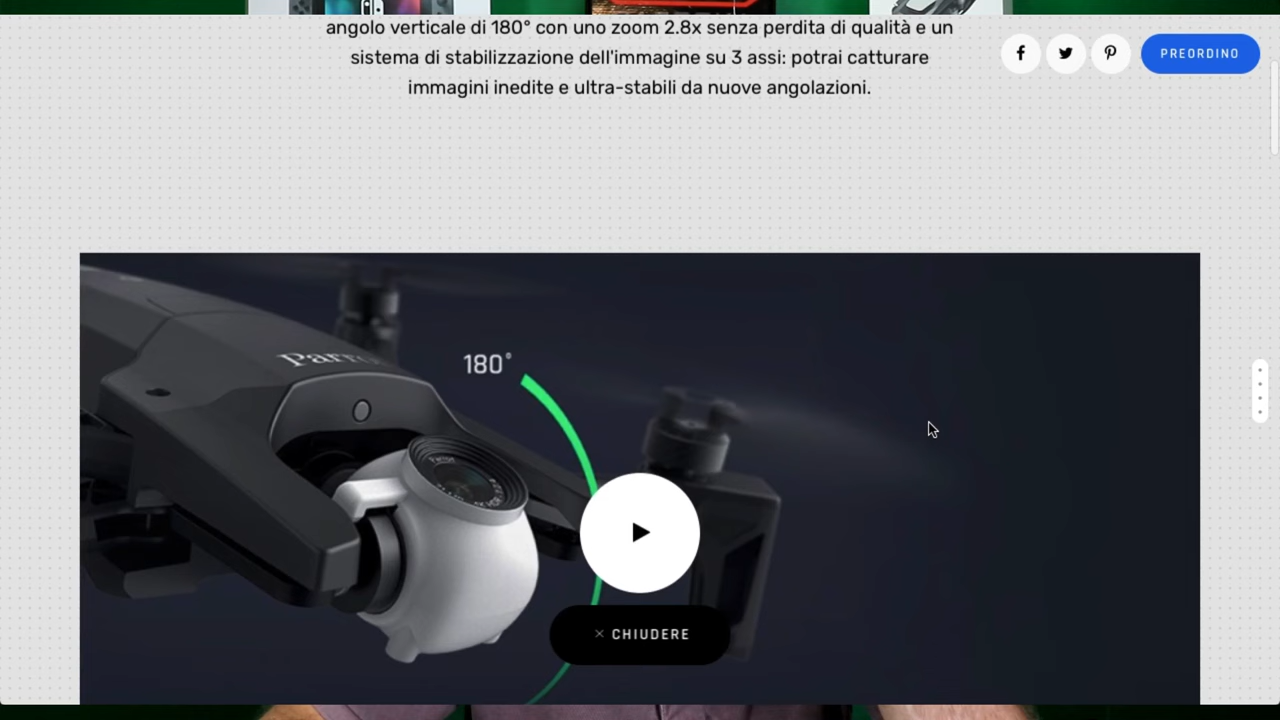 angolo verticale di 180° con uno zoom 2.8x senza perdita di qualità e un
sistema di stabilizzazione dell'immagine su 3 assi: potrai catturare
immagini inedite e ultra-stabili da nuove angolazioni.
PREORDINO
Parrot
180°
× CHIUDERE